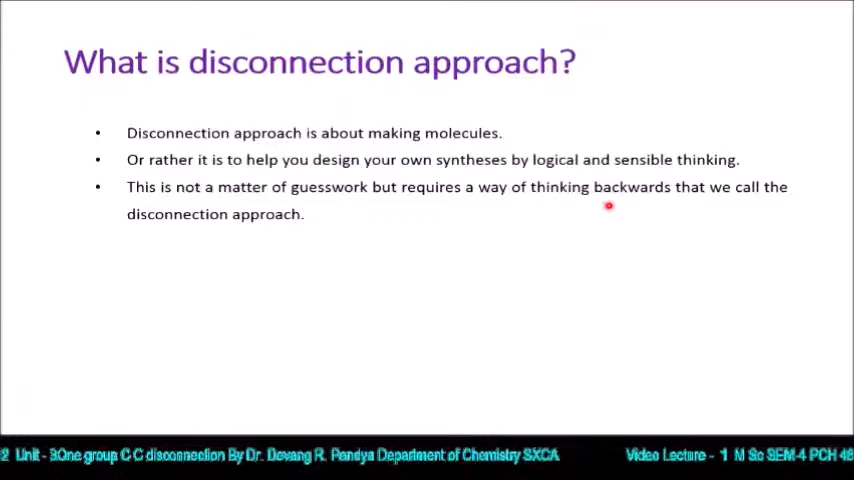 What is disconnection approach?
• Disconnection approach is about making molecules.
• Or rather it is to help you design your own syntheses by logical and sensible thinking.
• This is not a matter of guesswork but requires a way of thinking backwards that we call the
disconnection approach.
2 Unit - 3One group C C disconnection By Dr. Devang R. Pandya Department of Chemistry SXCA Video Lecture - 1 M Sc SEM-4 PCH 48